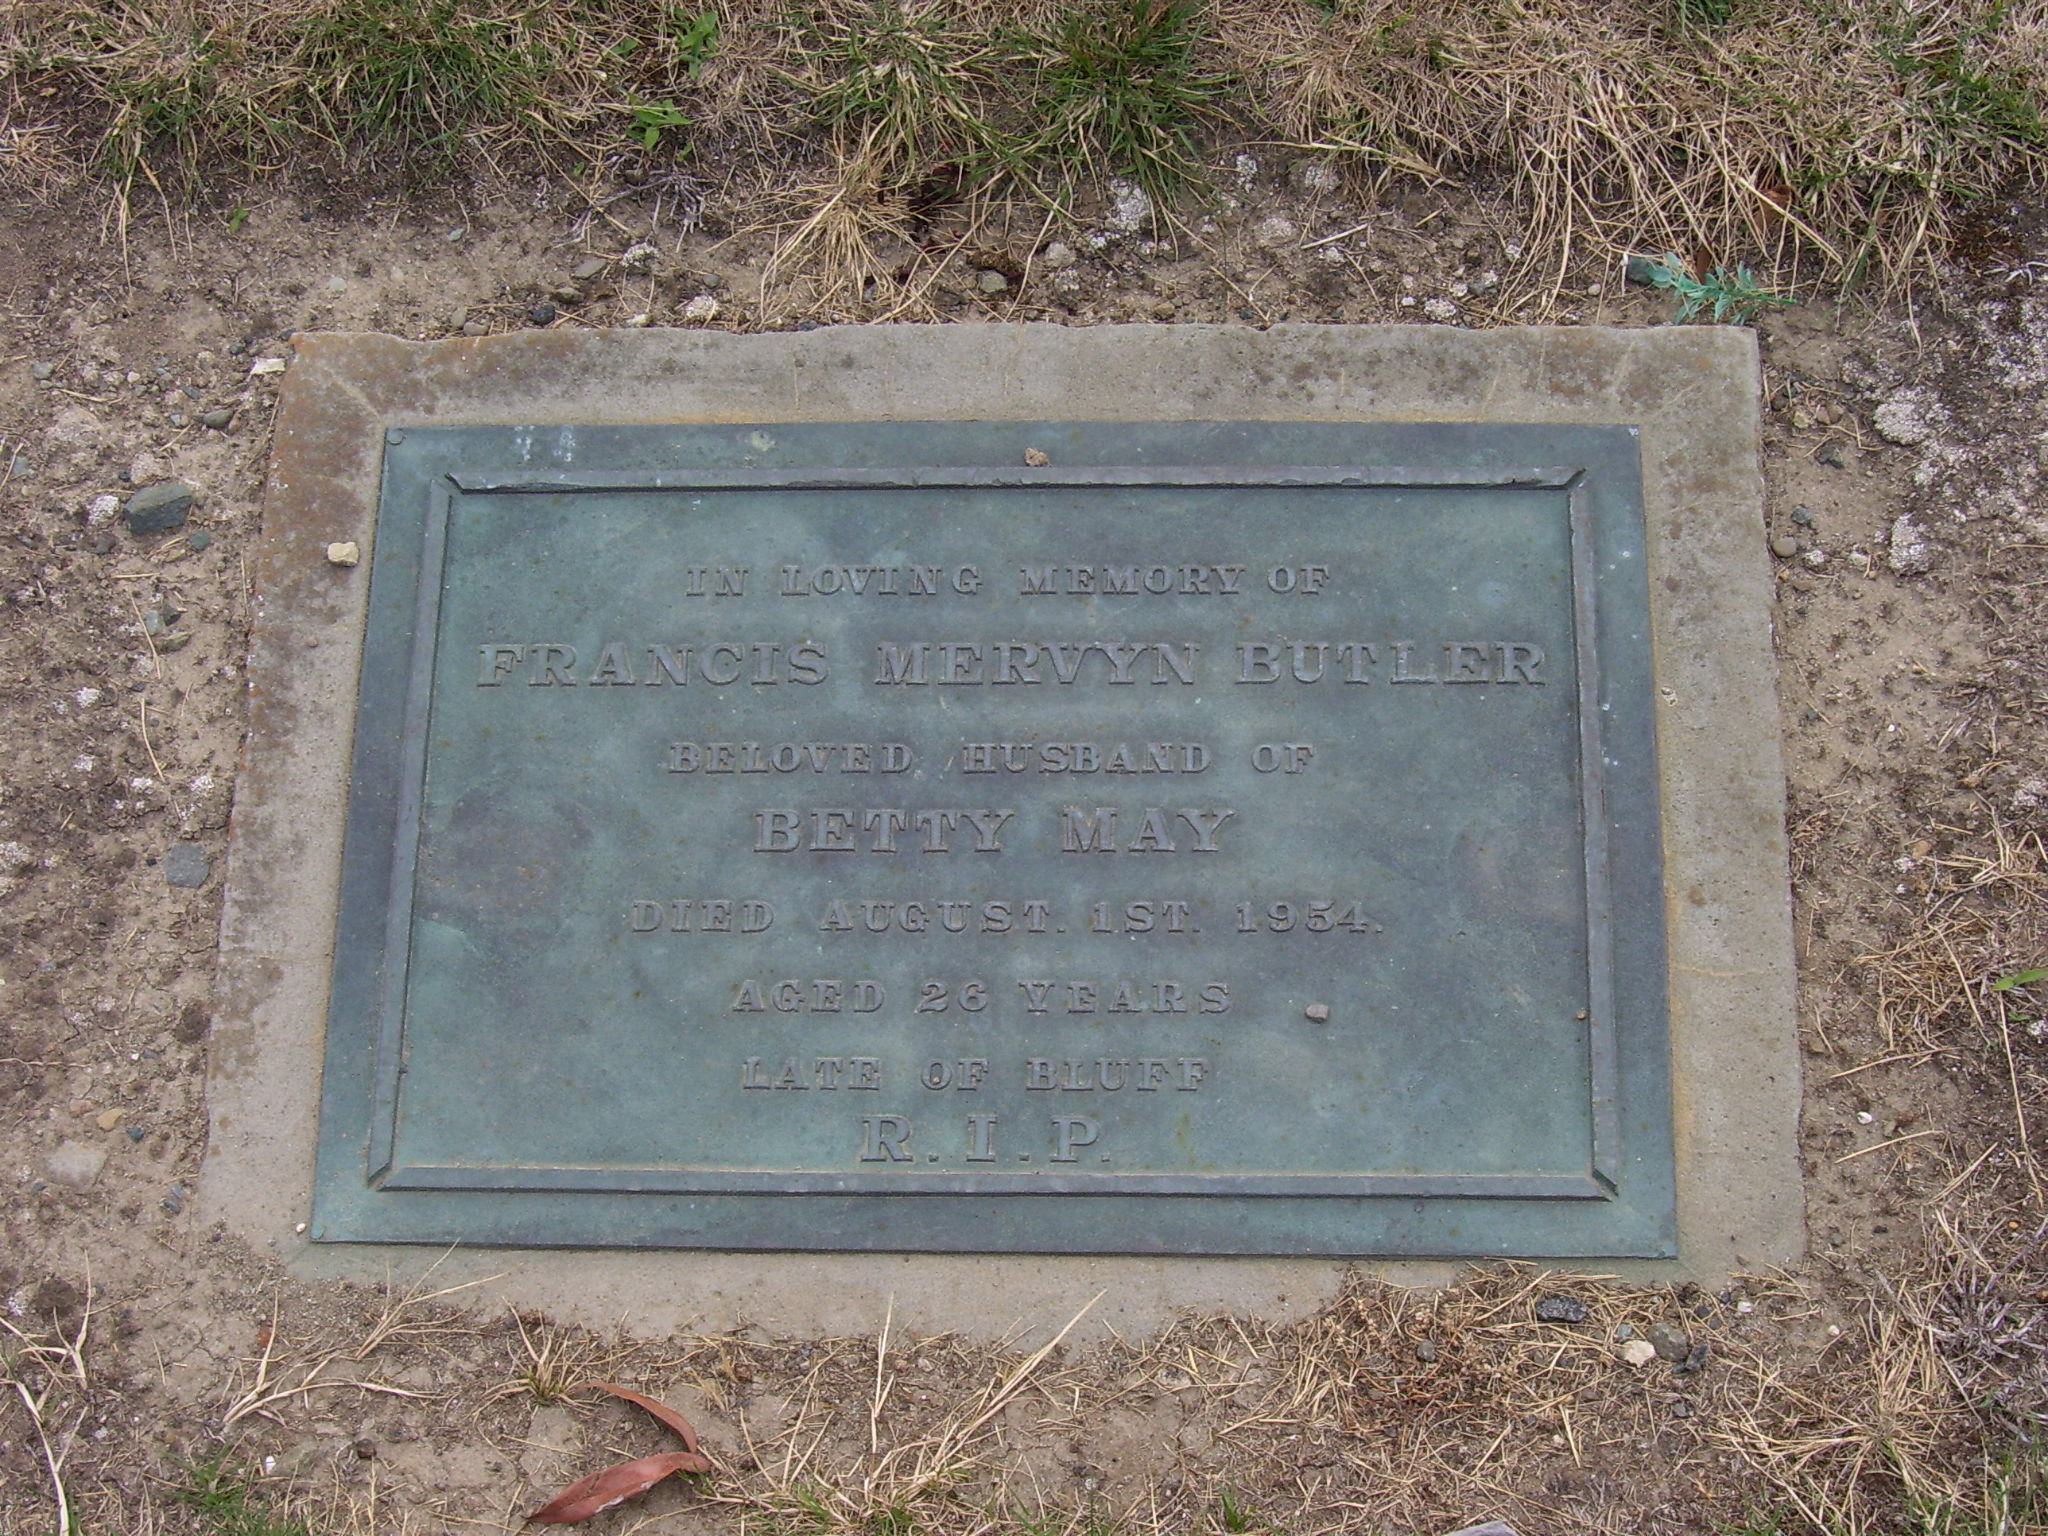 IN LOVING MEMORY OF
FRANCIS MERVYN BUTLER
BELOVED HUSBAND OF
BETTY MAY
DIED AUGUST. 1ST. 1954.
AGED 26 YEARS
LATE OF BLUFF
R.I.P.